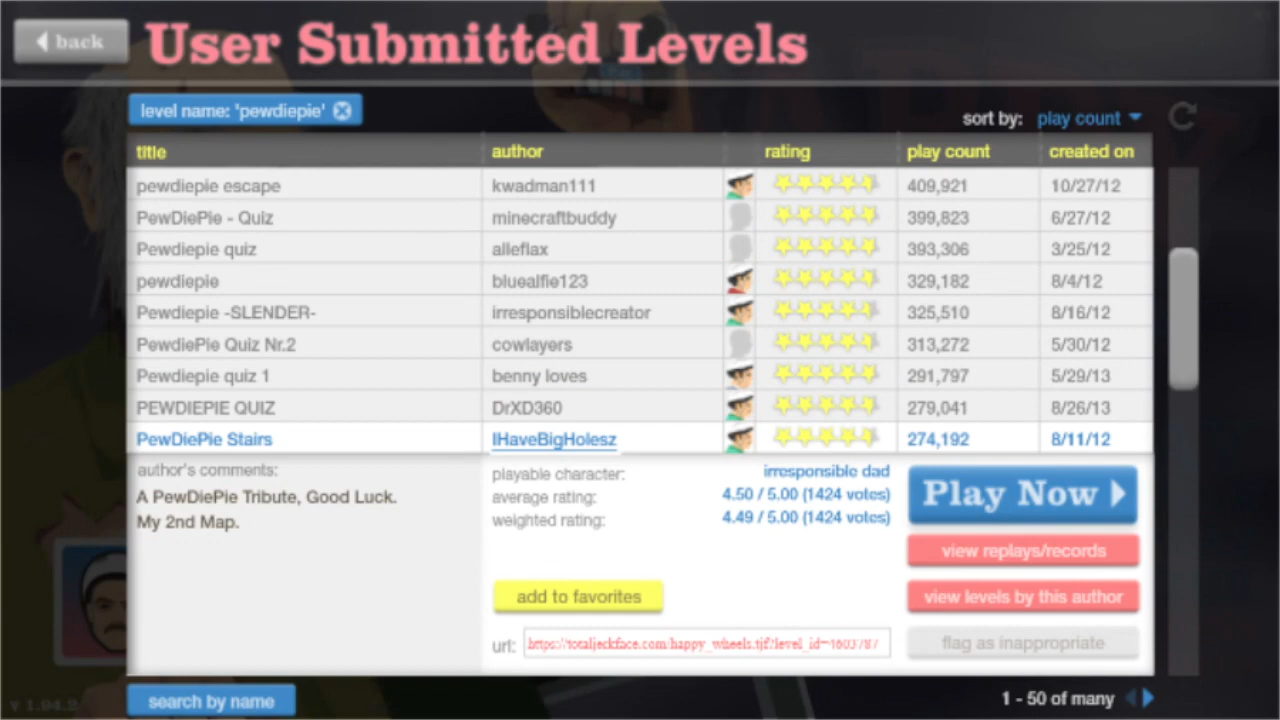 back
User Submitted Levels
level name: 'pewdiepie'
sort by: play count
title author rating play count created on
pewdiepie escape kwadman111 409,921 10/27/12
PewDiePie - Quiz minecraftbuddy 399,823 6/27/12
Pewdiepie quiz alleflax 393,306 3/25/12
pewdiepie bluealfie123 329,182 8/4/12
Pewdiepie -SLENDER- irresponsiblecreator 325,510 8/16/12
PewdiePie Quiz Nr.2 cowlayers 313,272 5/30/12
Pewdiepie quiz 1 benny loves 291,797 5/29/13
PEWDIEPIE QUIZ DrXD360 279,041 8/26/13
PewDiePie Stairs IHaveBigHolesz 274,192 8/11/12
author's comments:
A PewDiePie Tribute, Good Luck.
My 2nd Map.
playable character: irresponsible dad
average rating: 4.50 / 5.00 (1424 votes)
weighted rating: 4.49 / 5.00 (1424 votes)
Play Now
view replays/records
add to favorites
view levels by this author
url:
flag as inappropriate
search by name
1 - 50 of many